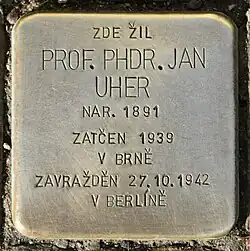 ZDE ŽIL
PROF. PHDR. JAN
UHER
NAR. 1891
ZATČEN 1939
V BRNĚ
ZAVRAŽDĚN 27.10.1942
V BERLÍNĚ